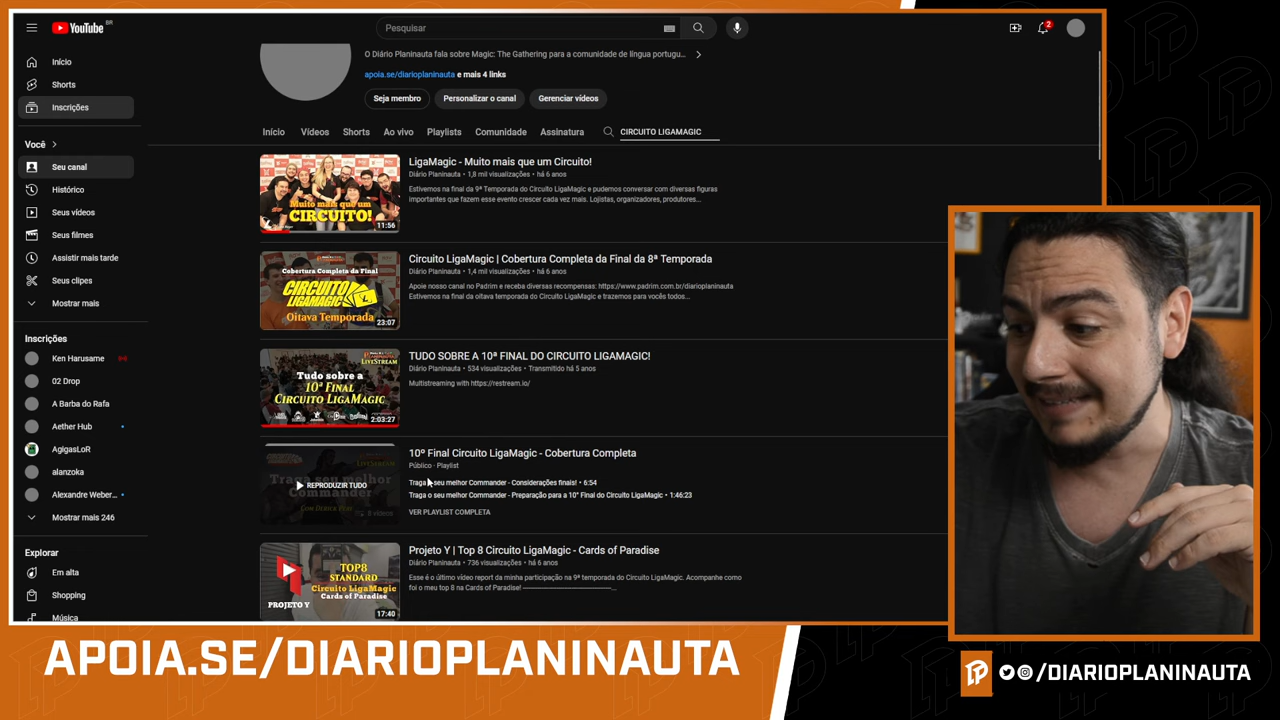 YouTube BR
Pesquisar
2
O Diário Planinauta fala sobre Magic: The Gathering para a comunidade de língua portugu...
apoia.se/diarioplaninauta e mais 4 links
Seja membro
Personalizar o canal
Gerenciar vídeos
Início
Vídeos
Shorts
Ao vivo
Playlists
Comunidade
Assinatura
CIRCUITO LIGAMAGIC
Início
Shorts
Inscrições
Você
Seu canal
Histórico
Seus vídeos
Seus filmes
Assistir mais tarde
Seus clipes
Mostrar mais
Inscrições
Ken Harusame
02 Drop
A Barba do Rafa
Aether Hub
AgigasLoR
alanzoka
Alexandre Weber...
Mostrar mais 246
Explorar
Em alta
Shopping
Música
Muito mais que um
CIRCUITO!
11:56
LigaMagic - Muito mais que um Circuito!
Diário Planinauta • 1,8 mil visualizações • há 6 anos
Estivemos na final da 9ª Temporada do Circuito LigaMagic e pudemos conversar com diversas figuras
importantes que fazem esse evento crescer cada vez mais. Lojistas, organizadores, produtores...
Cobertura Completa da Final
CIRCUITO
LIGAMAGIC
Oitava Temporada
23:07
Circuito LigaMagic | Cobertura Completa da Final da 8ª Temporada
Diário Planinauta • 1,4 mil visualizações • há 6 anos
Apoie nosso canal no Padrim e receba diversas recompensas: https://www.padrim.com.br/diarioplaninauta
Estivemos na final da oitava temporada do Circuito LigaMagic e trazemos para vocês todos...
LIVESTREAM
Tudo sobre a
10ª FINAL
CIRCUITO LIGAMAGIC
2:03:27
TUDO SOBRE A 10ª FINAL DO CIRCUITO LIGAMAGIC!
Diário Planinauta • 534 visualizações • Transmitido há 5 anos
Multistreaming with https://restream.io/
Traga o seu melhor
Commander
REPRODUZIR TUDO
8 vídeos
10º Final Circuito LigaMagic - Cobertura Completa
Público · Playlist
Traga o seu melhor Commander - Considerações finais! • 6:54
Traga o seu melhor Commander - Preparação para a 10° Final do Circuito LigaMagic • 1:46:23
VER PLAYLIST COMPLETA
TOP8
STANDARD
Circuito LigaMagic
Cards of Paradise
PROJETO Y
17:40
Projeto Y | Top 8 Circuito LigaMagic - Cards of Paradise
Diário Planinauta • 736 visualizações • há 6 anos
Esse é o último vídeo report da minha participação na 9ª temporada do Circuito LigaMagic. Acompanhe como
foi o meu top 8 na Cards of Paradise! ————————————...
APOIA.SE/DIARIOPLANINAUTA
/DIARIOPLANINAUTA